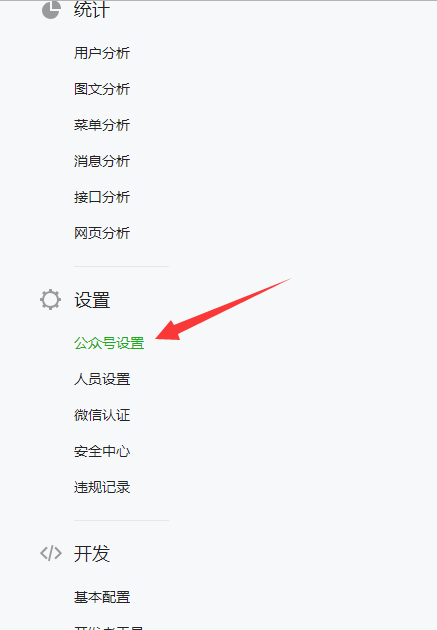 统计
用户分析
图文分析
菜单分析
消息分析
接口分析
网页分析
设置
公众号设置
人员设置
微信认证
安全中心
违规记录
开发
基本配置